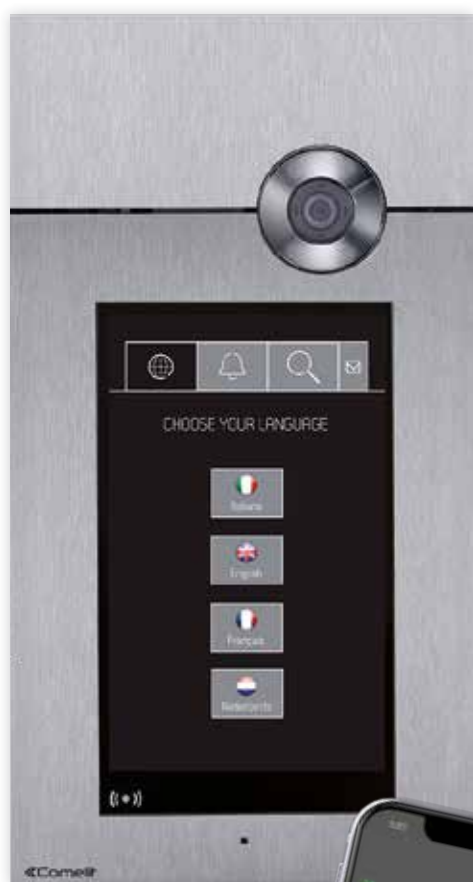 CHOOSE YOUR LANGUAGE
Italiano
English
Français
Nederlands
Comelit